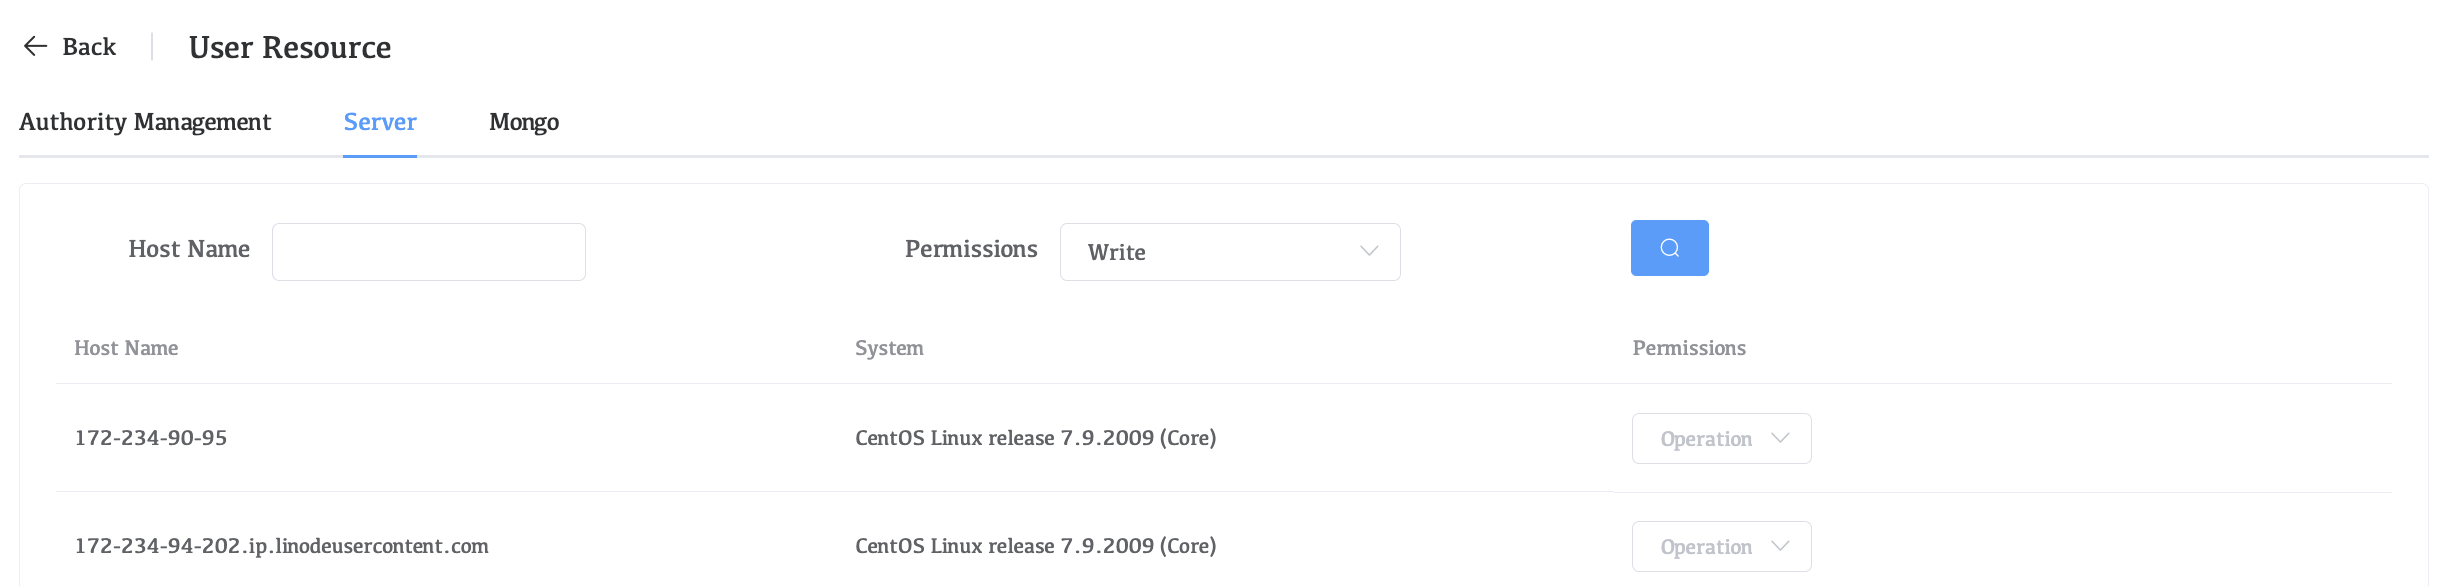 Back User Resource
Authority Management Server Mongo
Host Name Permissions Write
Host Name System Permissions
172-234-90-95 CentOS Linux release 7.9.2009 (Core) Operation
172-234-94-202.ip.linodeusercontent.com CentOS Linux release 7.9.2009 (Core) Operation